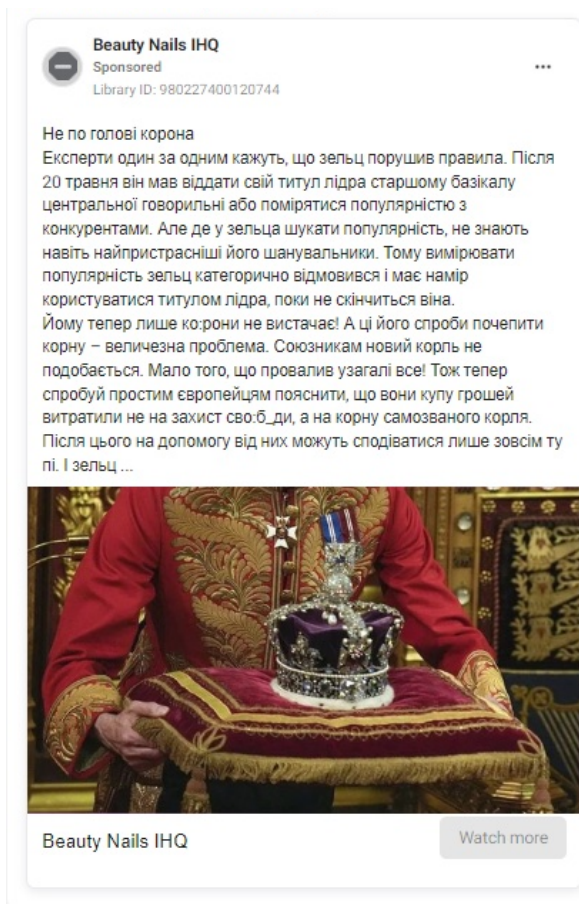 Beauty Nails IHQ
Sponsored
Library ID: 980227400120744
Не по голові корона
Експерти один за одним кажуть, що зельц порушив правила. Після
20 травня він мав віддати свій титул лідра старшому базікалу
центральної говорильні або помірятися популярністю з
конкурентами. Але де у зельца шукати популярність, не знають
навіть найпристрасніші його шанувальники. Тому вимірювати
популярність зельц категорично відмовився і має намір
користуватися титулом лідра, поки не скінчиться віна.
Йому тепер лише ко:рони не вистачає! А ці його спроби почепити
корну – величезна проблема. Союзникам новий корль не
подобається. Мало того, що провалив узагалі все! Тож тепер
спробуй простим європейцям пояснити, що вони купу грошей
витратили не на захист сво:б_ди, а на корну самозваного корля.
Після цього на допомогу від них можуть сподіватися лише зовсім ту
пі. І зельц ...
Beauty Nails IHQ
Watch more